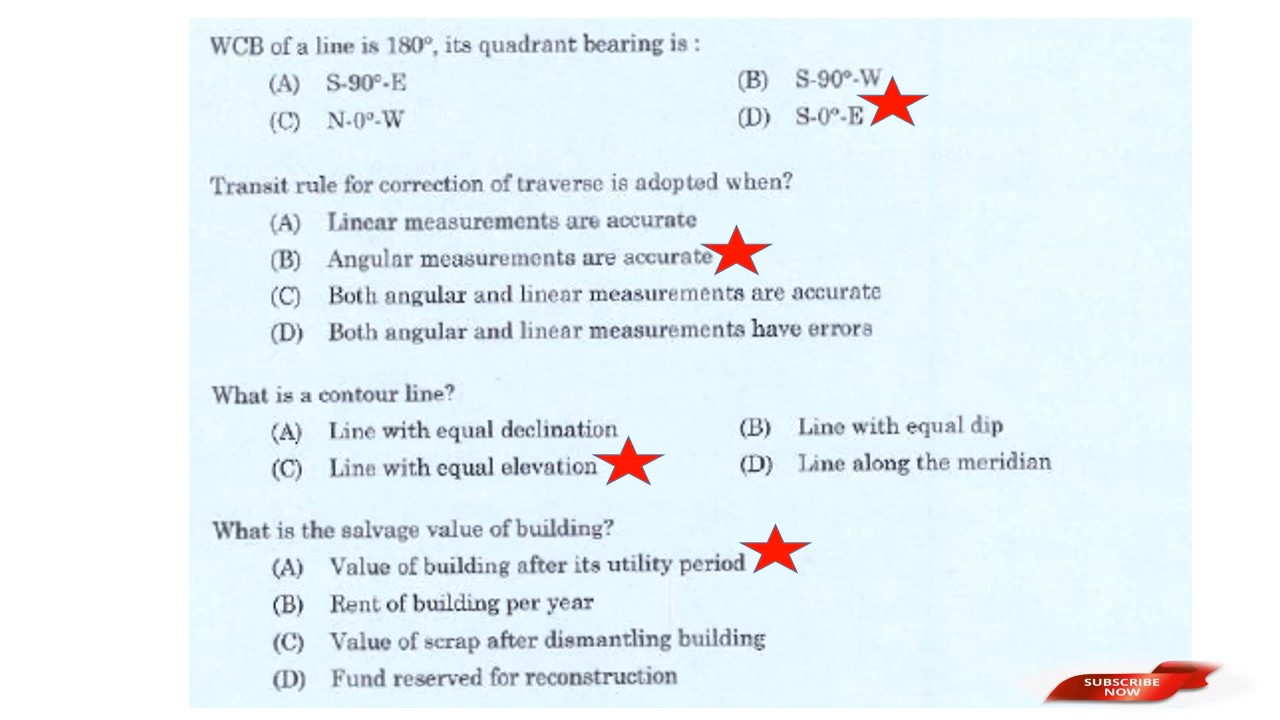 WCB of a line is 180°, its quadrant bearing is :
(A) S-90°-E (B) S-90°-W
(C) N-0°-W (D) S-0°-E
Transit rule for correction of traverse is adopted when?
(A) Linear measurements are accurate
(B) Angular measurements are accurate
(C) Both angular and linear measurements are accurate
(D) Both angular and linear measurements have errors
What is a contour line?
(A) Line with equal declination (B) Line with equal dip
(C) Line with equal elevation (D) Line along the meridian
What is the salvage value of building?
(A) Value of building after its utility period
(B) Rent of building per year
(C) Value of scrap after dismantling building
(D) Fund reserved for reconstruction
SUBSCRIBE
NOW